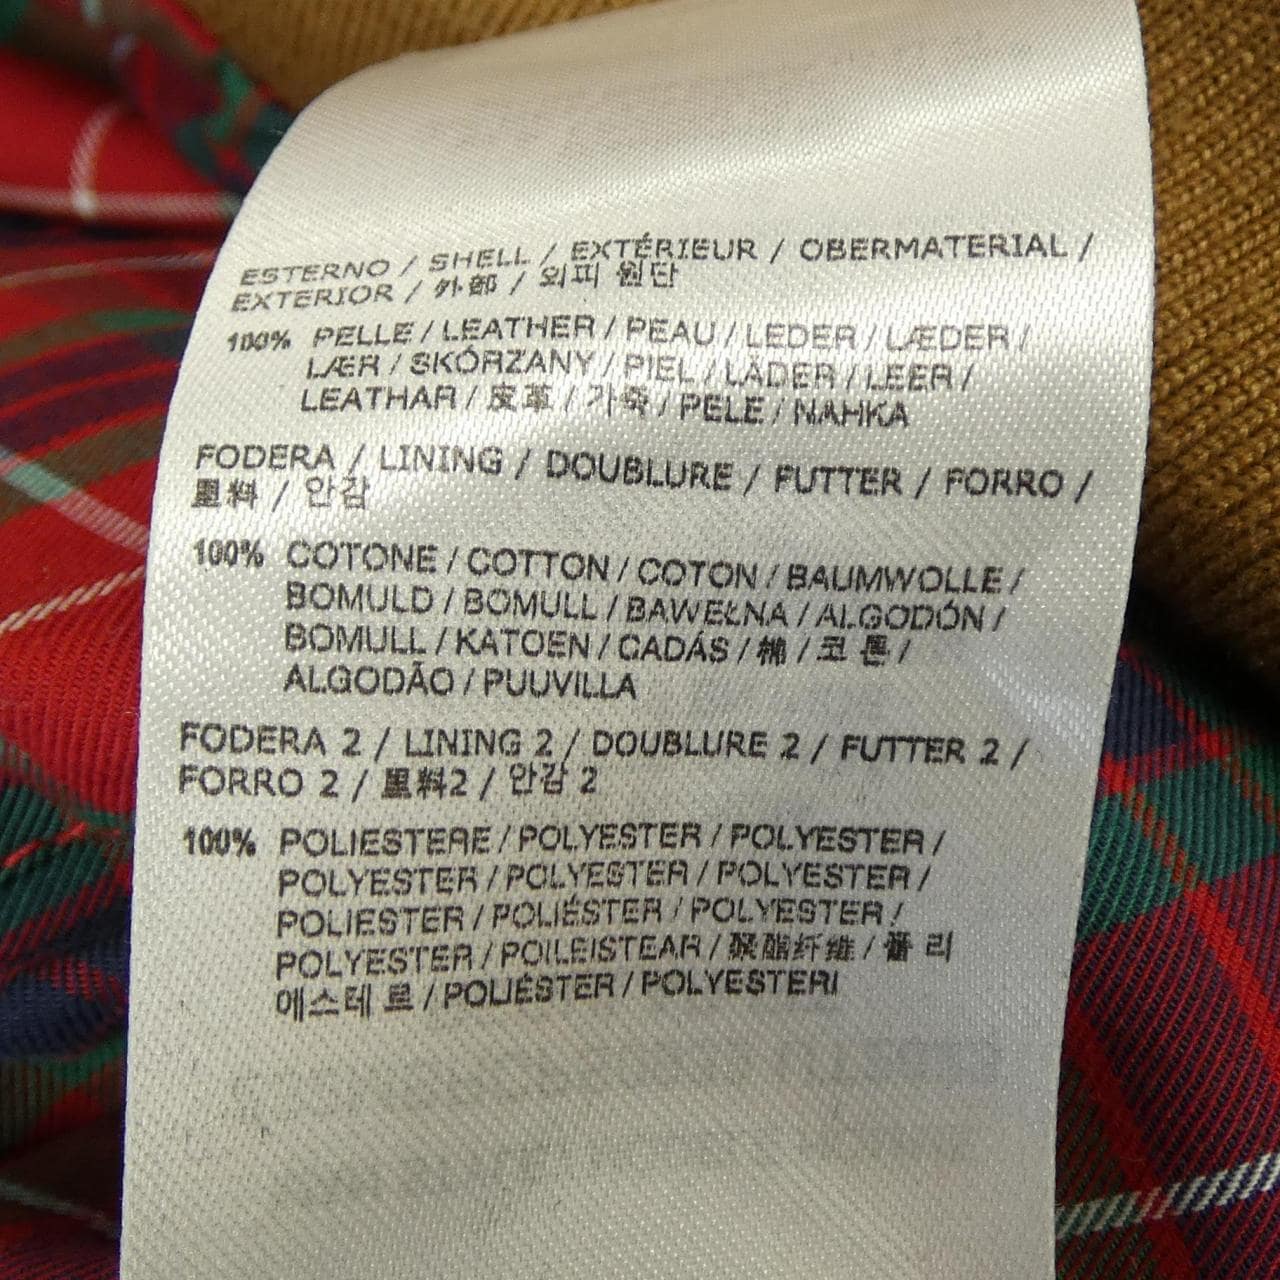 ESTERNO / SHELL / EXTÉRIEUR / OBERMATERIAL /
EXTERIOR / 外部 / 외피 원단
100% PELLE / LEATHER / PEAU / LEDER / LÆDER /
LÆR / SKÓRZANY / PIEL / LÄDER / LEER /
LEATHAR / 皮革 / 가죽 / PELE / NAHKA
FODERA / LINING / DOUBLURE / FUTTER / FORRO /
里料 / 안감
100% COTONE / COTTON / COTON / BAUMWOLLE /
BOMULD / BOMULL / BAWEŁNA / ALGODÓN /
BOMULL / KATOEN / CADÁS / 棉 / 코 튼 /
ALGODÃO / PUUVILLA
FODERA 2 / LINING 2 / DOUBLURE 2 / FUTTER 2 /
FORRO 2 / 里料2 / 안감 2
100% POLIESTERE / POLYESTER / POLYESTER /
POLYESTER / POLYESTER / POLYESTER /
POLIESTER / POLIÉSTER / POLYESTER /
POLYESTER / POILEISTEAR / 聚酯纤维 / 폴 리
에스테 르 / POLIÉSTER / POLYESTERI